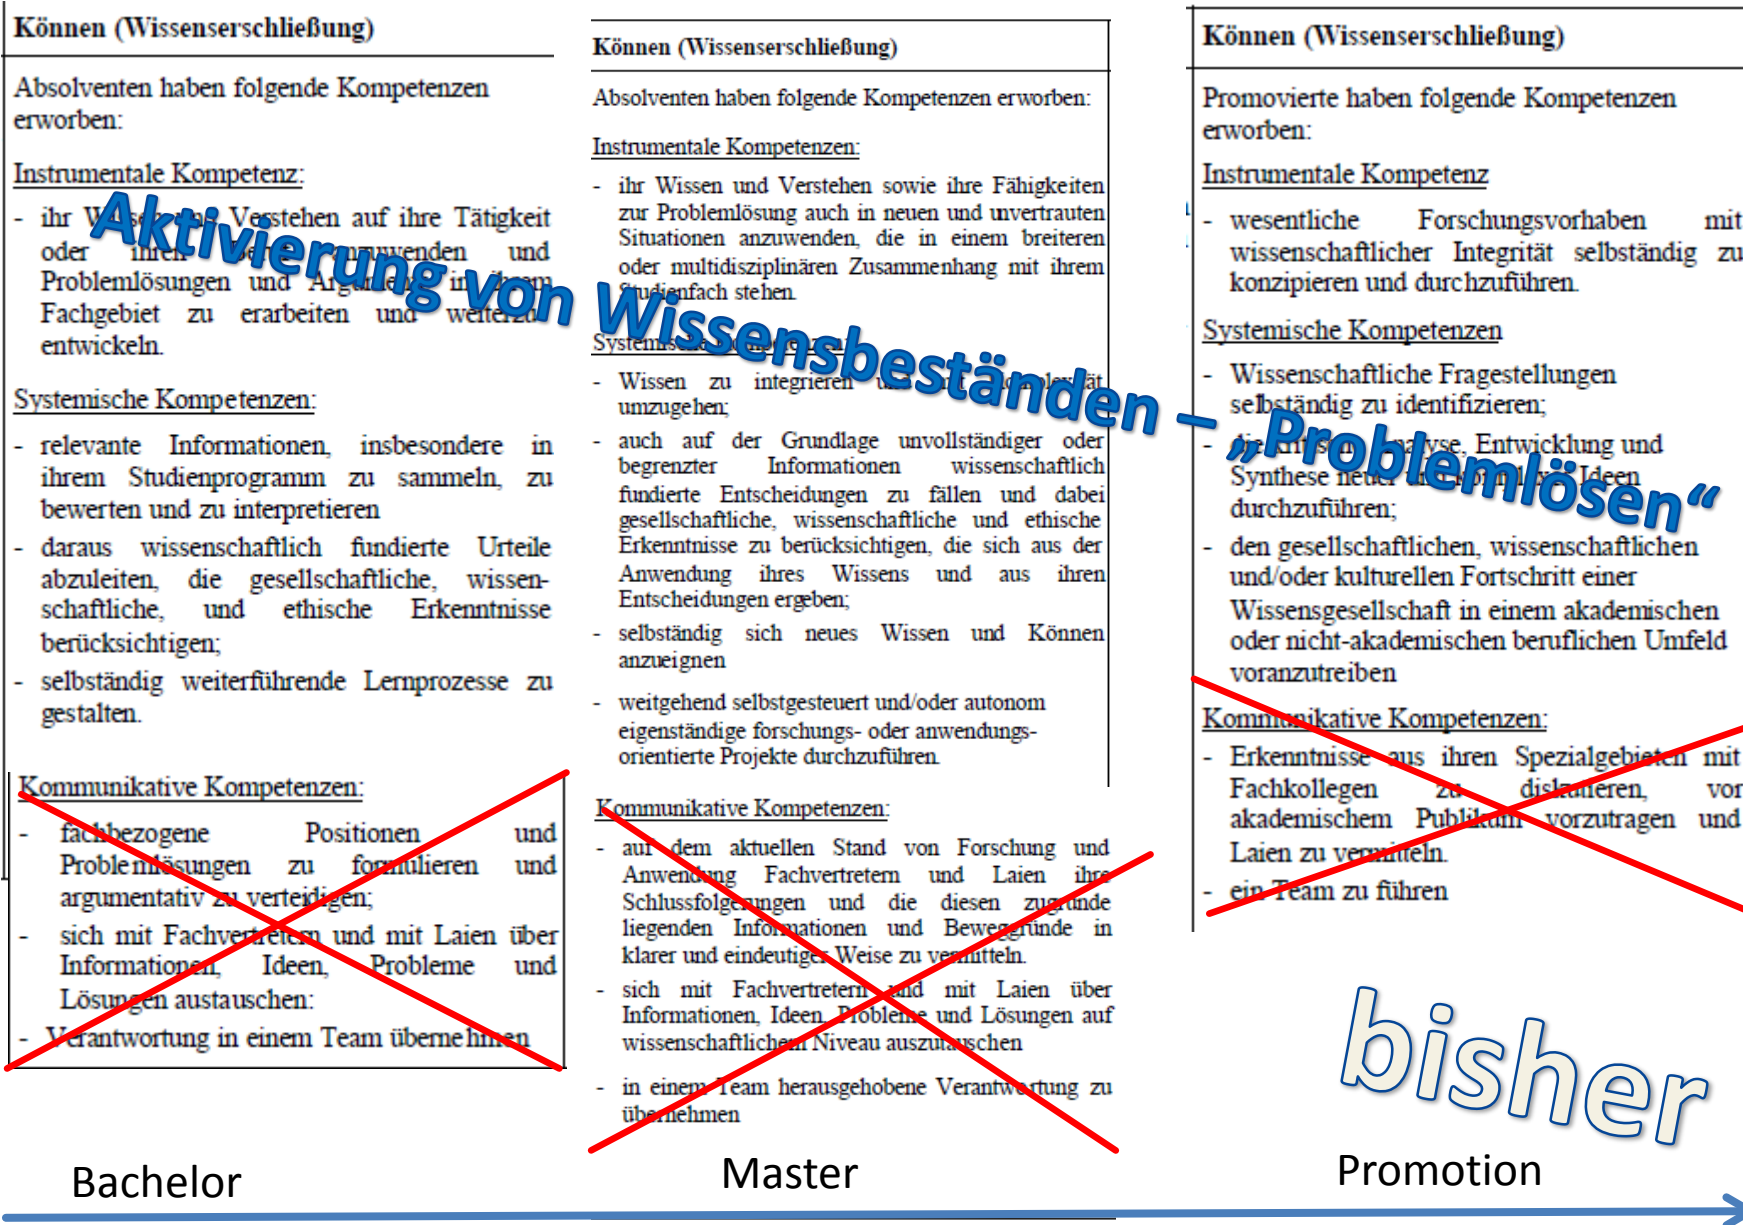 Können (Wissenserschließung)
Absolventen haben folgende Kompetenzen
erworben:
Instrumentale Kompetenz:
- ihr Wissen und Verstehen auf ihre Tätigkeit
oder ihren Beruf anzuwenden und
Problemlösungen und Argumente in ihrem
Fachgebiet zu erarbeiten und weiterzu-
entwickeln.
Systemische Kompetenzen:
- relevante Informationen, insbesondere in
ihrem Studienprogramm zu sammeln, zu
bewerten und zu interpretieren
- daraus wissenschaftlich fundierte Urteile
abzuleiten, die gesellschaftliche, wissen-
schaftliche, und ethische Erkenntnisse
berücksichtigen;
- selbständig weiterführende Lernprozesse zu
gestalten.
Kommunikative Kompetenzen:
- fachbezogene Positionen und
Problemlösungen zu formulieren und
argumentativ zu verteidigen;
- sich mit Fachvertretern und mit Laien über
Informationen, Ideen, Probleme und
Lösungen austauschen:
- Verantwortung in einem Team übernehmen
Bachelor
Können (Wissenserschließung)
Absolventen haben folgende Kompetenzen erworben:
Instrumentale Kompetenzen:
- ihr Wissen und Verstehen sowie ihre Fähigkeiten
zur Problemlösung auch in neuen und unvertrauten
Situationen anzuwenden, die in einem breiteren
oder multidisziplinären Zusammenhang mit ihrem
Studienfach stehen.
Systemische Kompetenzen:
- Wissen zu integrieren und mit Komplexität
umzugehen;
- auch auf der Grundlage unvollständiger oder
begrenzter Informationen wissenschaftlich
fundierte Entscheidungen zu fällen und dabei
gesellschaftliche, wissenschaftliche und ethische
Erkenntnisse zu berücksichtigen, die sich aus der
Anwendung ihres Wissens und aus ihren
Entscheidungen ergeben;
- selbständig sich neues Wissen und Können
anzueignen
- weitgehend selbstgesteuert und/oder autonom
eigenständige forschungs- oder anwendungs-
orientierte Projekte durchzuführen.
Kommunikative Kompetenzen:
- auf dem aktuellen Stand von Forschung und
Anwendung Fachvertretern und Laien ihre
Schlussfolgerungen und die diesen zugrunde
liegenden Informationen und Beweggründe in
klarer und eindeutiger Weise zu vermitteln.
- sich mit Fachvertretern und mit Laien über
Informationen, Ideen, Probleme und Lösungen auf
wissenschaftlichem Niveau auszutauschen
- in einem Team herausgehobene Verantwortung zu
übernehmen
Master
Können (Wissenserschließung)
Promovierte haben folgende Kompetenzen
erworben:
Instrumentale Kompetenz
- wesentliche Forschungsvorhaben mit
wissenschaftlicher Integrität selbständig zu
konzipieren und durchzuführen.
Systemische Kompetenzen
- Wissenschaftliche Fragestellungen
selbständig zu identifizieren;
- die kritische Analyse, Entwicklung und
Synthese neuer und komplexer Ideen
durchzuführen;
- den gesellschaftlichen, wissenschaftlichen
und/oder kulturellen Fortschritt einer
Wissensgesellschaft in einem akademischen
oder nicht-akademischen beruflichen Umfeld
voranzutreiben
Kommunikative Kompetenzen:
- Erkenntnisse aus ihren Spezialgebieten mit
Fachkollegen zu diskutieren, vor
akademischem Publikum vorzutragen und
Laien zu vermitteln.
- ein Team zu führen
Promotion
Aktivierung von Wissensbeständen – „Problemlösen“
bisher